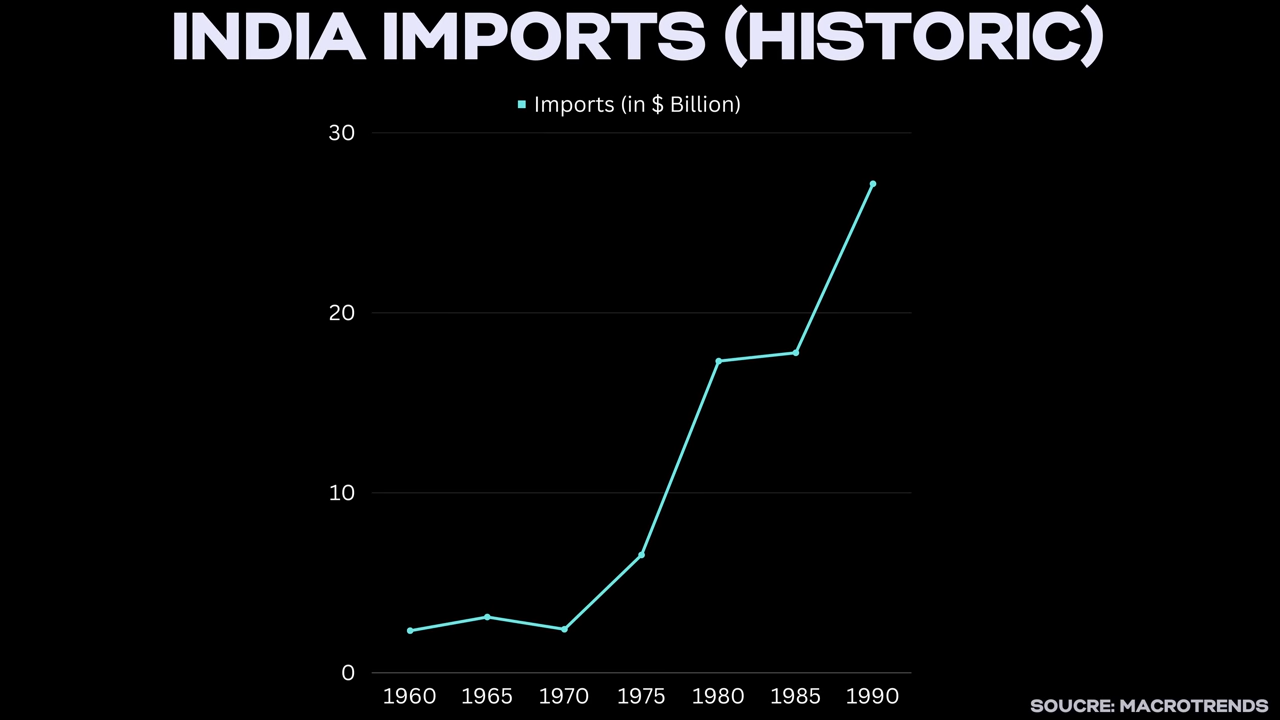 INDIA IMPORTS (HISTORIC)
Imports (in $ Billion)
30
20
10
0
1960 1965 1970 1975 1980 1985 1990
SOUCRE: MACROTRENDS